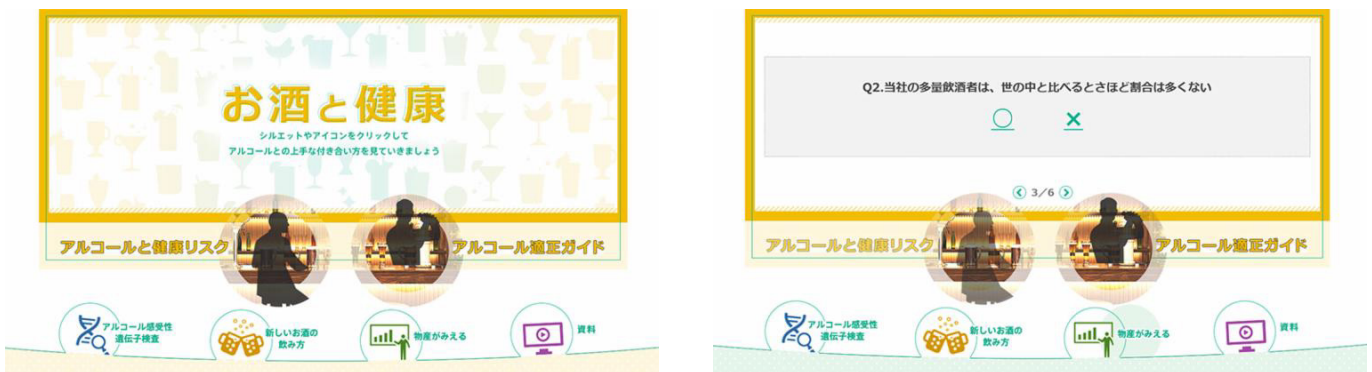 お酒と健康
シルエットやアイコンをクリックして
アルコールとの上手な付き合い方を見ていきましょう
アルコールと健康リスク
アルコール適正ガイド
アルコール感受性
遺伝子検査
新しいお酒の
飲み方
物産がみえる
資料
Q2.当社の多量飲酒者は、世の中と比べるとさほど割合は多くない
○ ×
3/6
アルコールと健康リスク
アルコール適正ガイド
アルコール感受性
遺伝子検査
新しいお酒の
飲み方
物産がみえる
資料